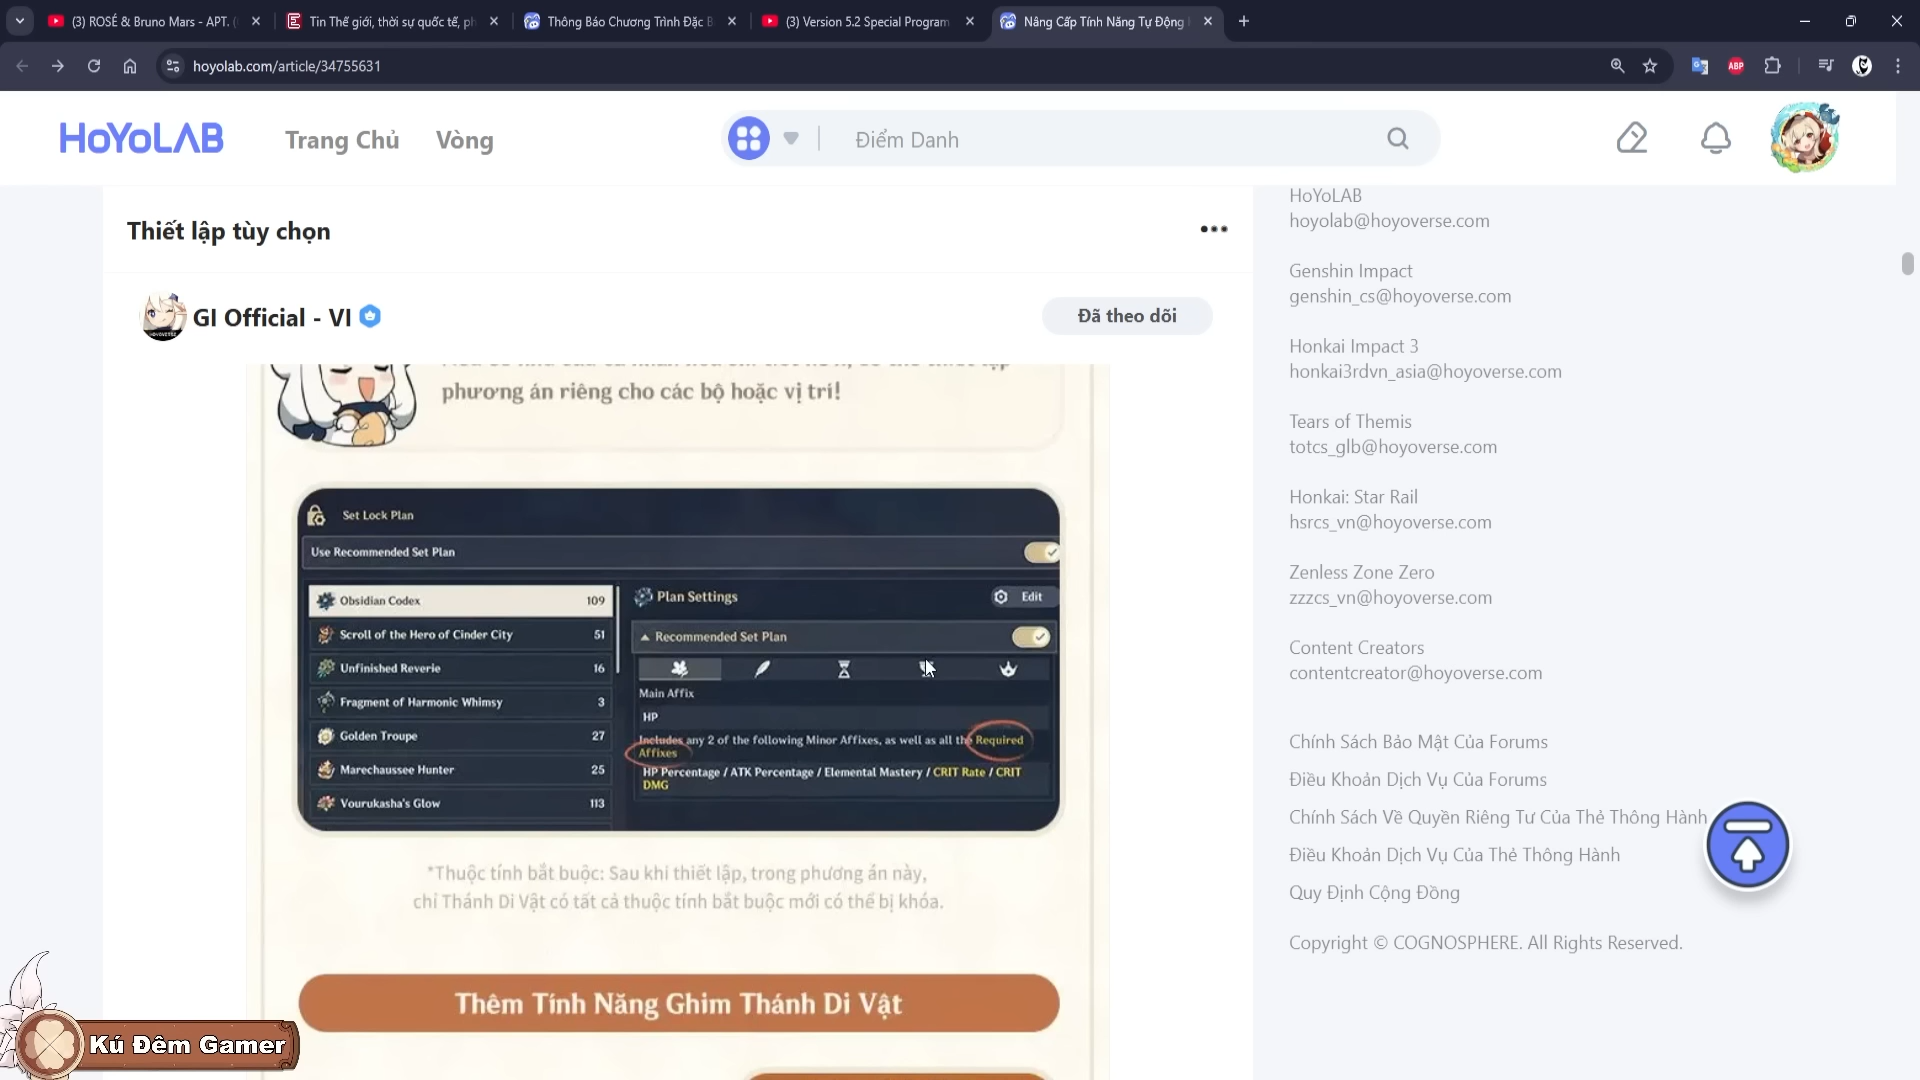 (3) ROSÉ & Bruno Mars - APT. (
Tin Thế giới, thời sự quốc tế, ph
Thông Báo Chương Trình Đặc B
(3) Version 5.2 Special Program
Nâng Cấp Tính Năng Tự Động
hoyolab.com/article/34755631
ABP
HoYoLAB
Trang Chủ
Vòng
Điểm Danh
Thiết lập tùy chọn
GI Official - VI
Đã theo dõi
phương án riêng cho các bộ hoặc vị trí!
Set Lock Plan
Use Recommended Set Plan
Obsidian Codex 109
Scroll of the Hero of Cinder City 51
Unfinished Reverie 16
Fragment of Harmonic Whimsy 3
Golden Troupe 27
Marechaussee Hunter 25
Vourukasha's Glow 113
Plan Settings
Edit
Recommended Set Plan
Main Affix
HP
Includes any 2 of the following Minor Affixes, as well as all the Required
Affixes
HP Percentage / ATK Percentage / Elemental Mastery / CRIT Rate / CRIT
DMG
*Thuộc tính bắt buộc: Sau khi thiết lập, trong phương án này,
chỉ Thánh Di Vật có tất cả thuộc tính bắt buộc mới có thể bị khóa.
Thêm Tính Năng Ghim Thánh Di Vật
HoYoLAB
hoyolab@hoyoverse.com
Genshin Impact
genshin_cs@hoyoverse.com
Honkai Impact 3
honkai3rdvn_asia@hoyoverse.com
Tears of Themis
totcs_glb@hoyoverse.com
Honkai: Star Rail
hsrcs_vn@hoyoverse.com
Zenless Zone Zero
zzzcs_vn@hoyoverse.com
Content Creators
contentcreator@hoyoverse.com
Chính Sách Bảo Mật Của Forums
Điều Khoản Dịch Vụ Của Forums
Chính Sách Về Quyền Riêng Tư Của Thẻ Thông Hành
Điều Khoản Dịch Vụ Của Thẻ Thông Hành
Quy Định Cộng Đồng
Copyright © COGNOSPHERE. All Rights Reserved.
Kú Đêm Gamer